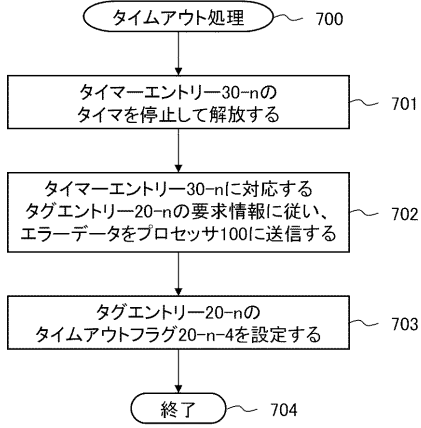 タイムアウト処理
700
タイマーエントリー30-nの
タイマを停止して解放する
701
タイマーエントリー30-nに対応する
タグエントリー20-nの要求情報に従い、
エラーデータをプロセッサ100に送信する
702
タグエントリー20-nの
タイムアウトフラグ20-n-4を設定する
703
終了
704